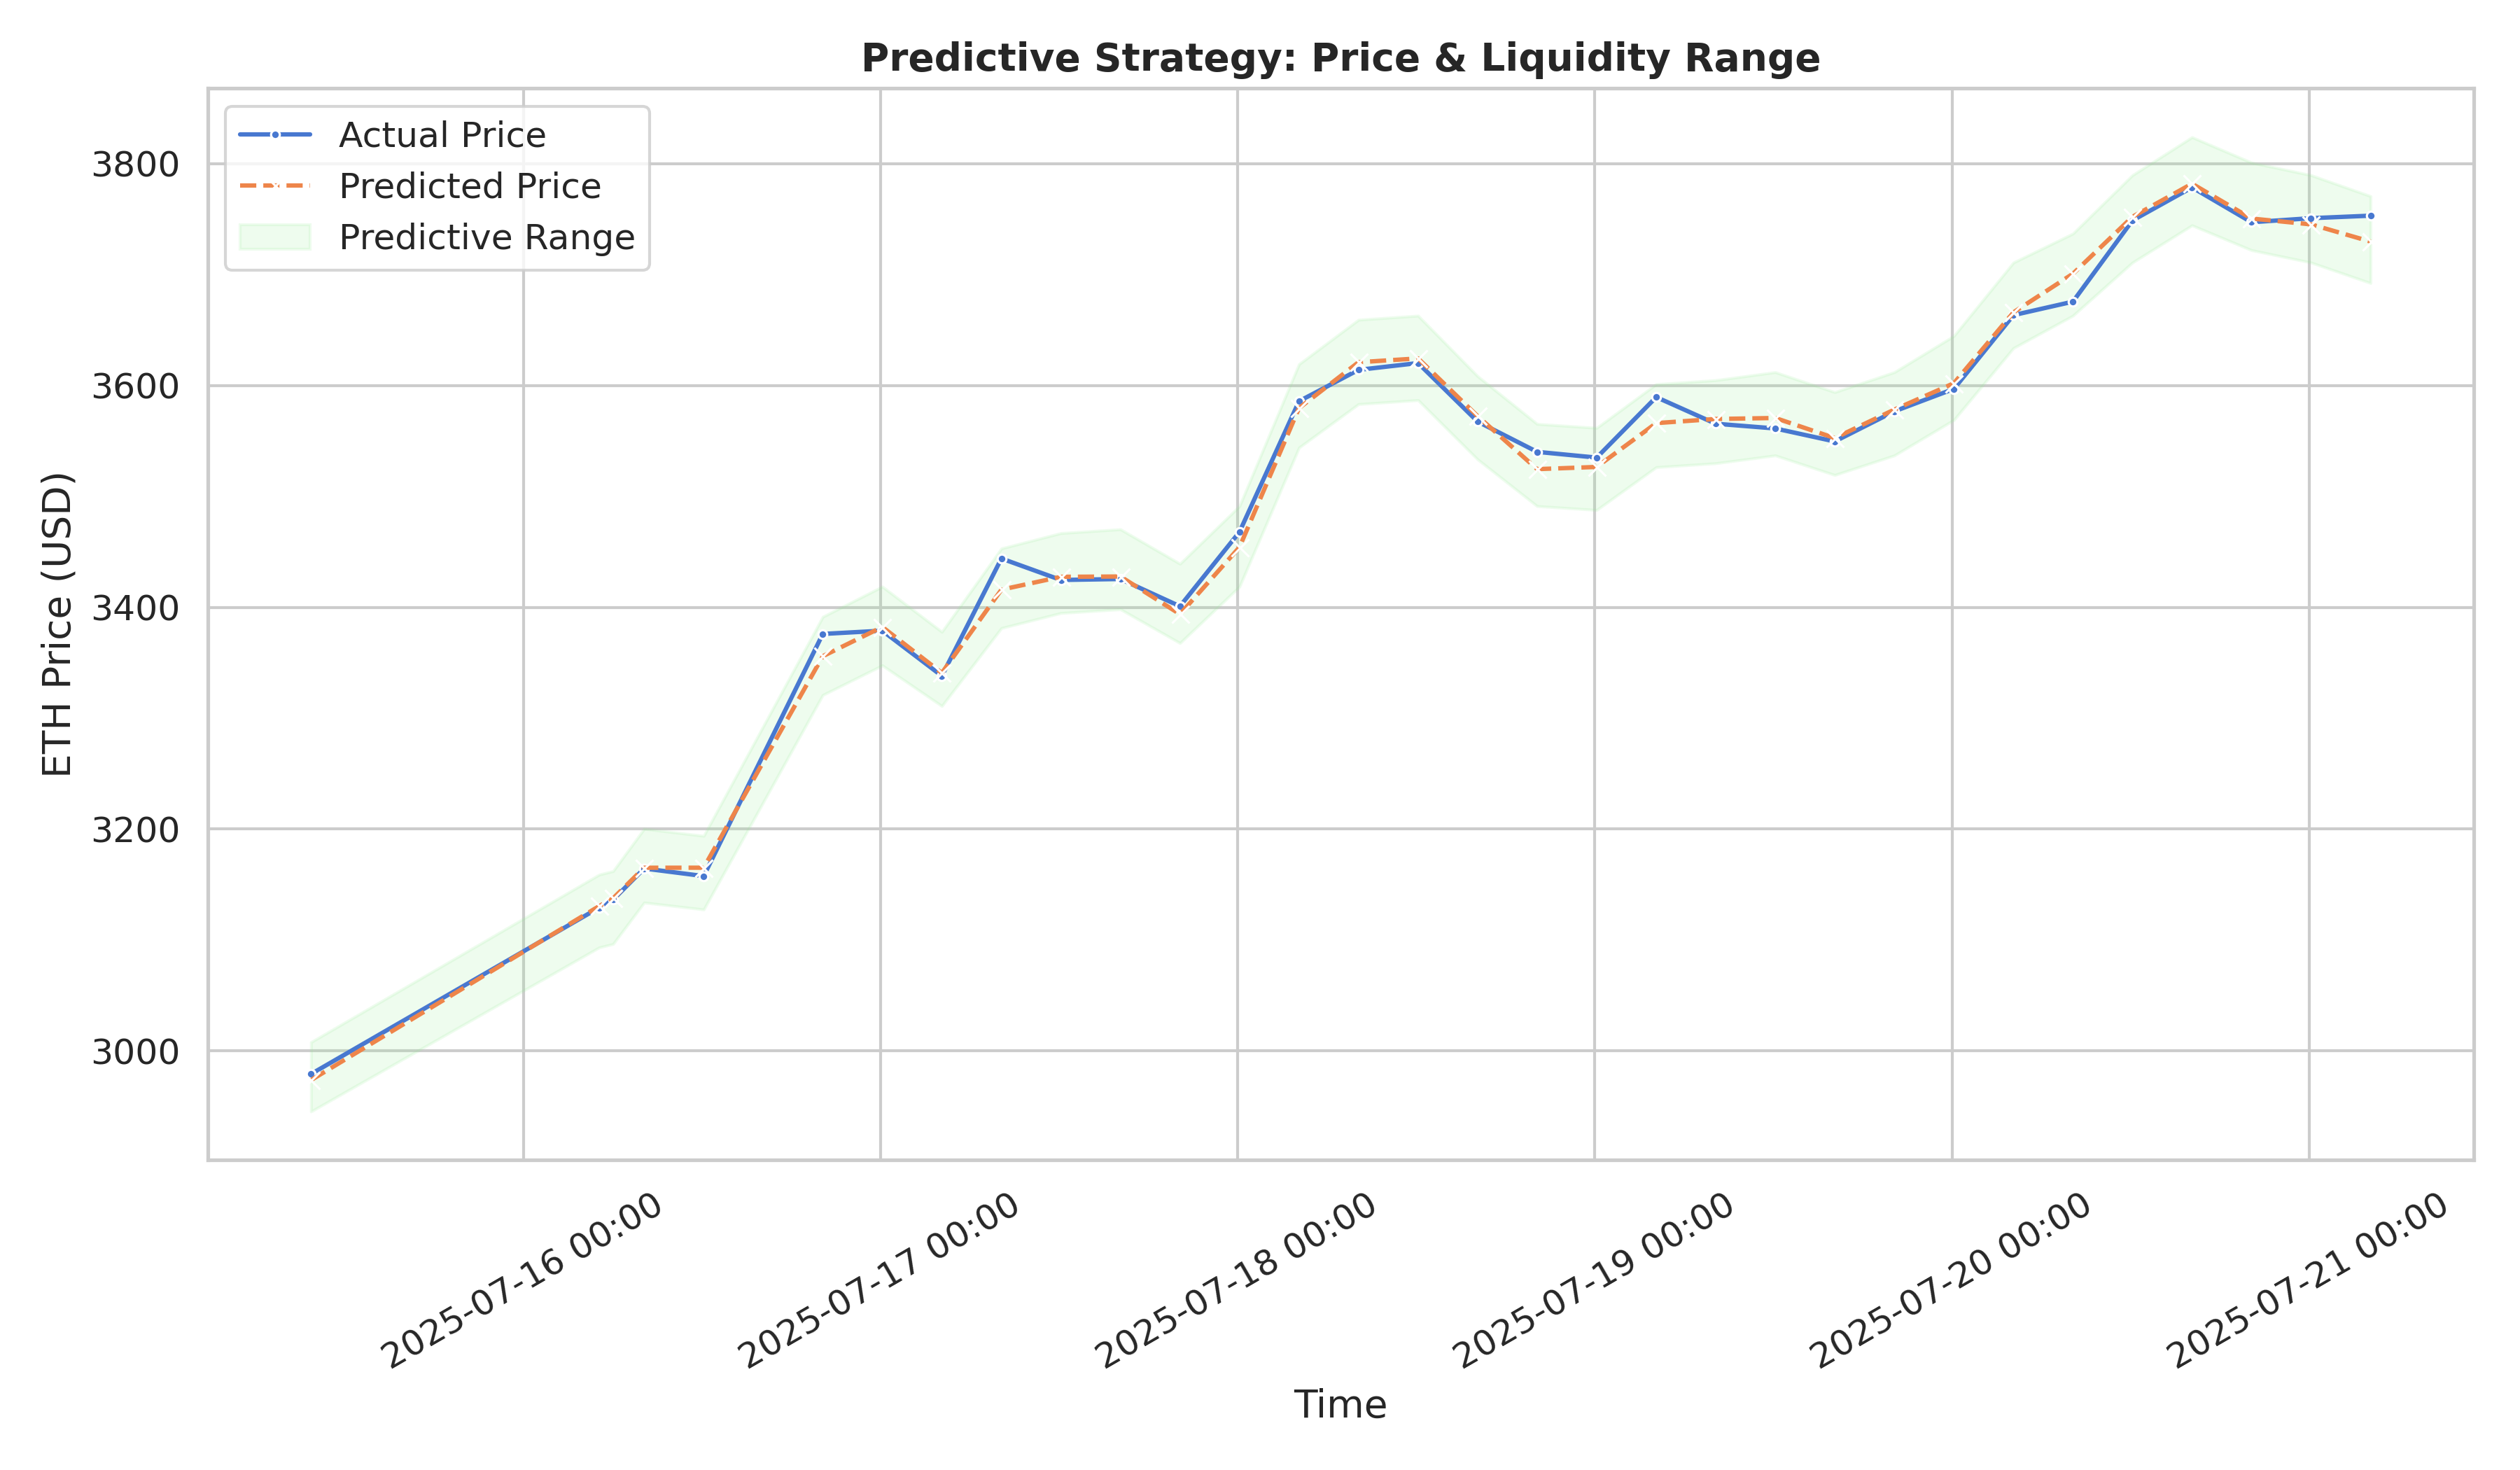 Predictive Strategy: Price & Liquidity Range
Actual Price
Predicted Price
Predictive Range
ETH Price (USD)
3800
3600
3400
3200
3000
2025-07-16 00:00
2025-07-17 00:00
2025-07-18 00:00
2025-07-19 00:00
2025-07-20 00:00
2025-07-21 00:00
Time